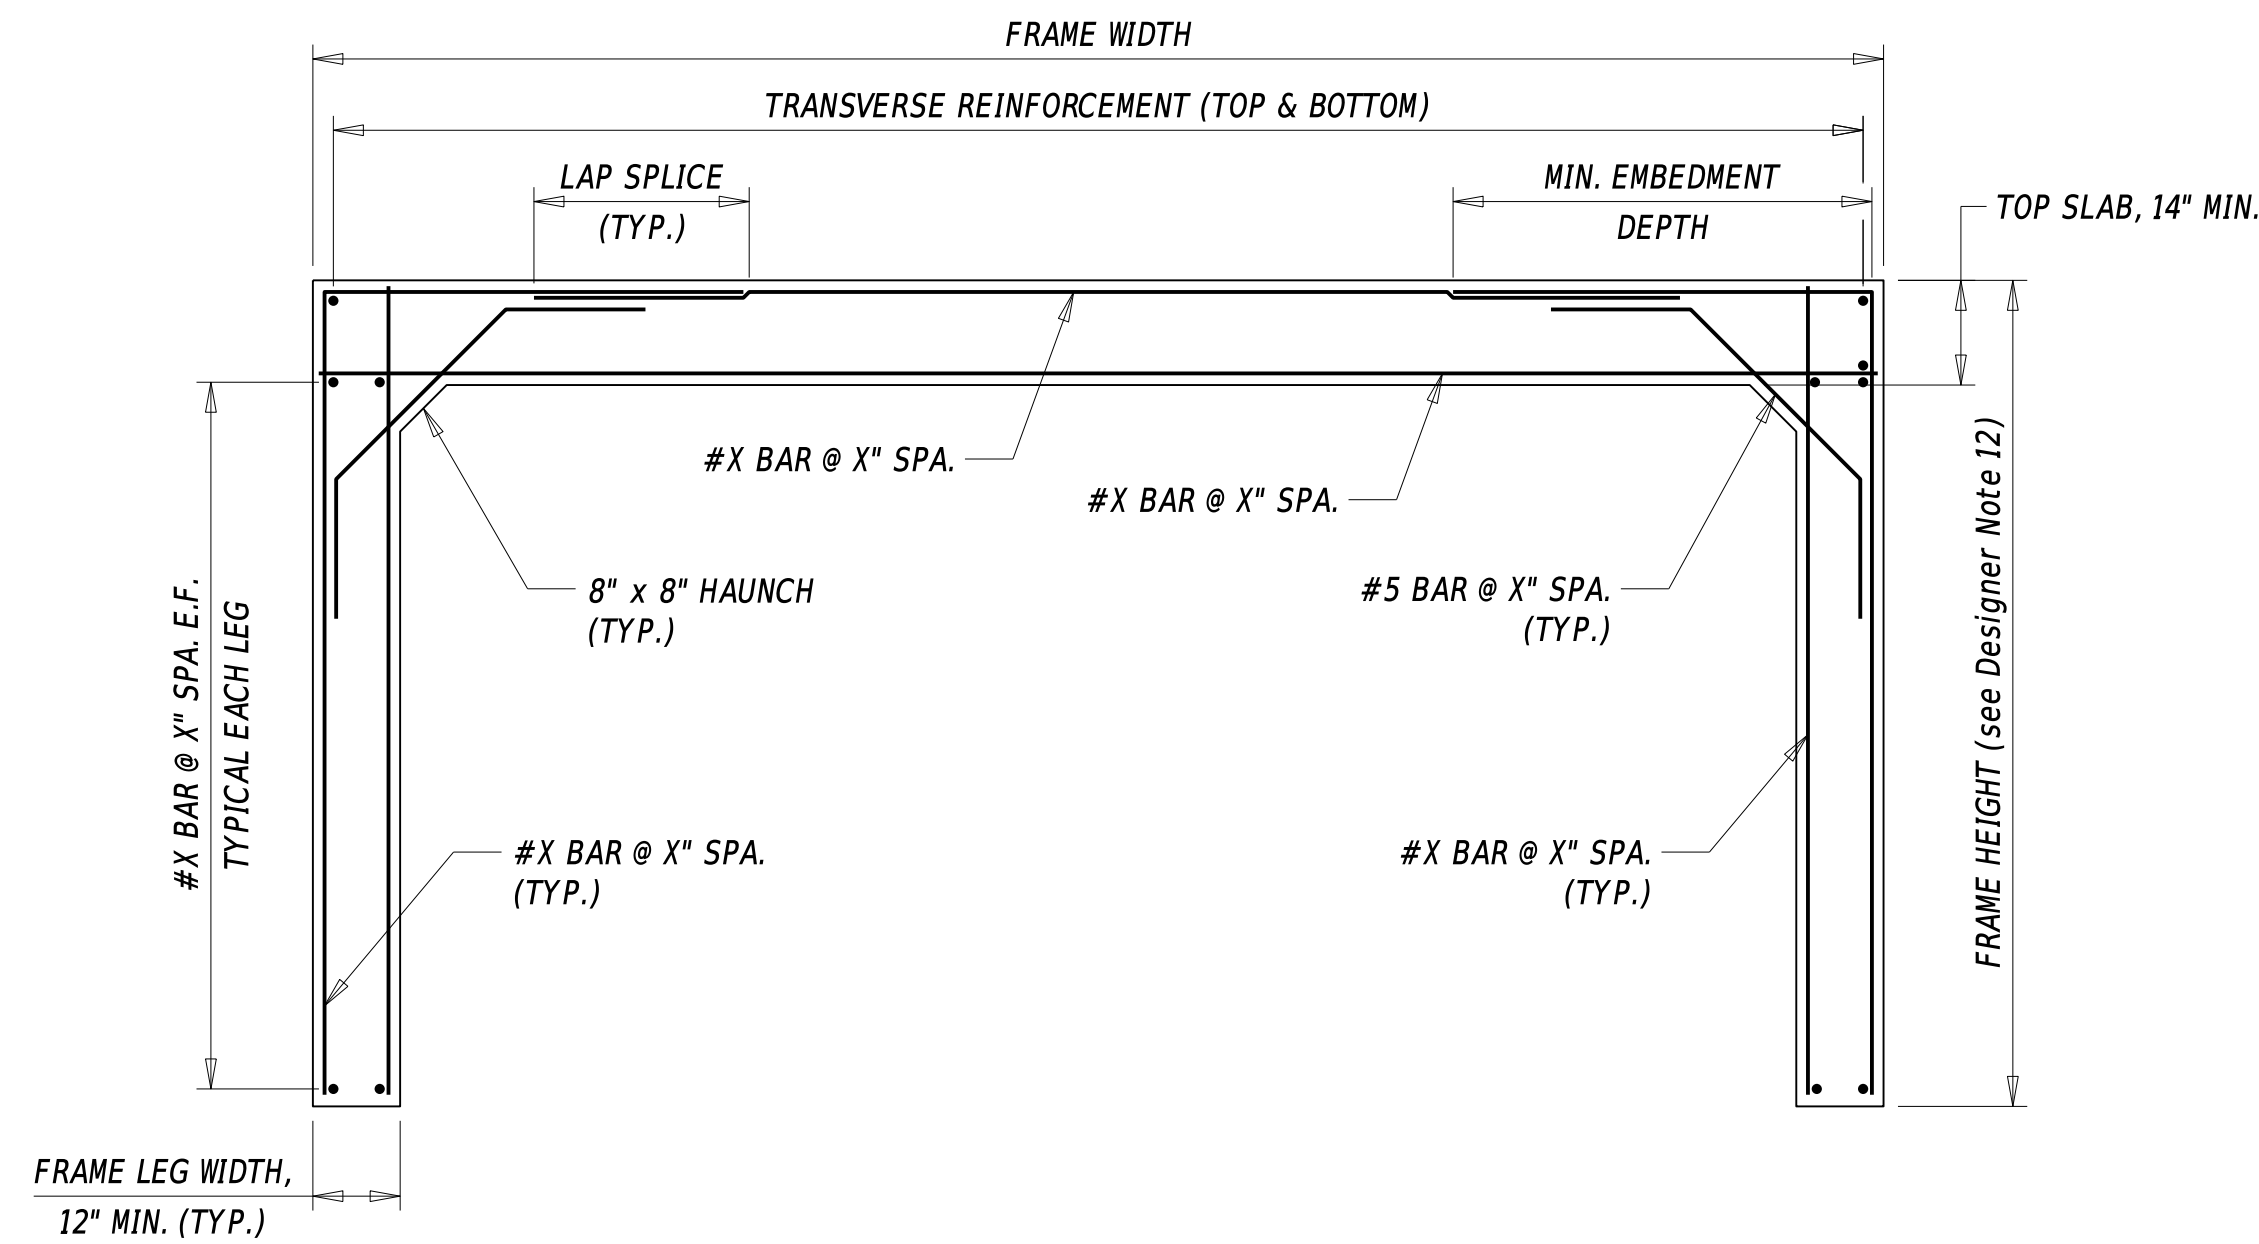 FRAME WIDTH
TRANSVERSE REINFORCEMENT (TOP & BOTTOM)
LAP SPLICE
(TYP.)
MIN. EMBEDMENT
DEPTH
TOP SLAB, 14" MIN.
#X BAR @ X" SPA.
#X BAR @ X" SPA.
8" x 8" HAUNCH
(TYP.)
#5 BAR @ X" SPA.
(TYP.)
#X BAR @ X" SPA. E.F.
TYPICAL EACH LEG
FRAME HEIGHT (see Designer Note 12)
#X BAR @ X" SPA.
(TYP.)
#X BAR @ X" SPA.
(TYP.)
FRAME LEG WIDTH,
12" MIN. (TYP.)